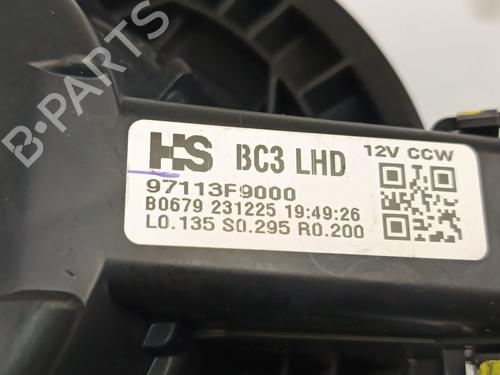 HS BC3 LHD 12V CCW
97113F9000
B0679 231225 19:49:26
L0.135 S0.295 R0.200
B-PARTS